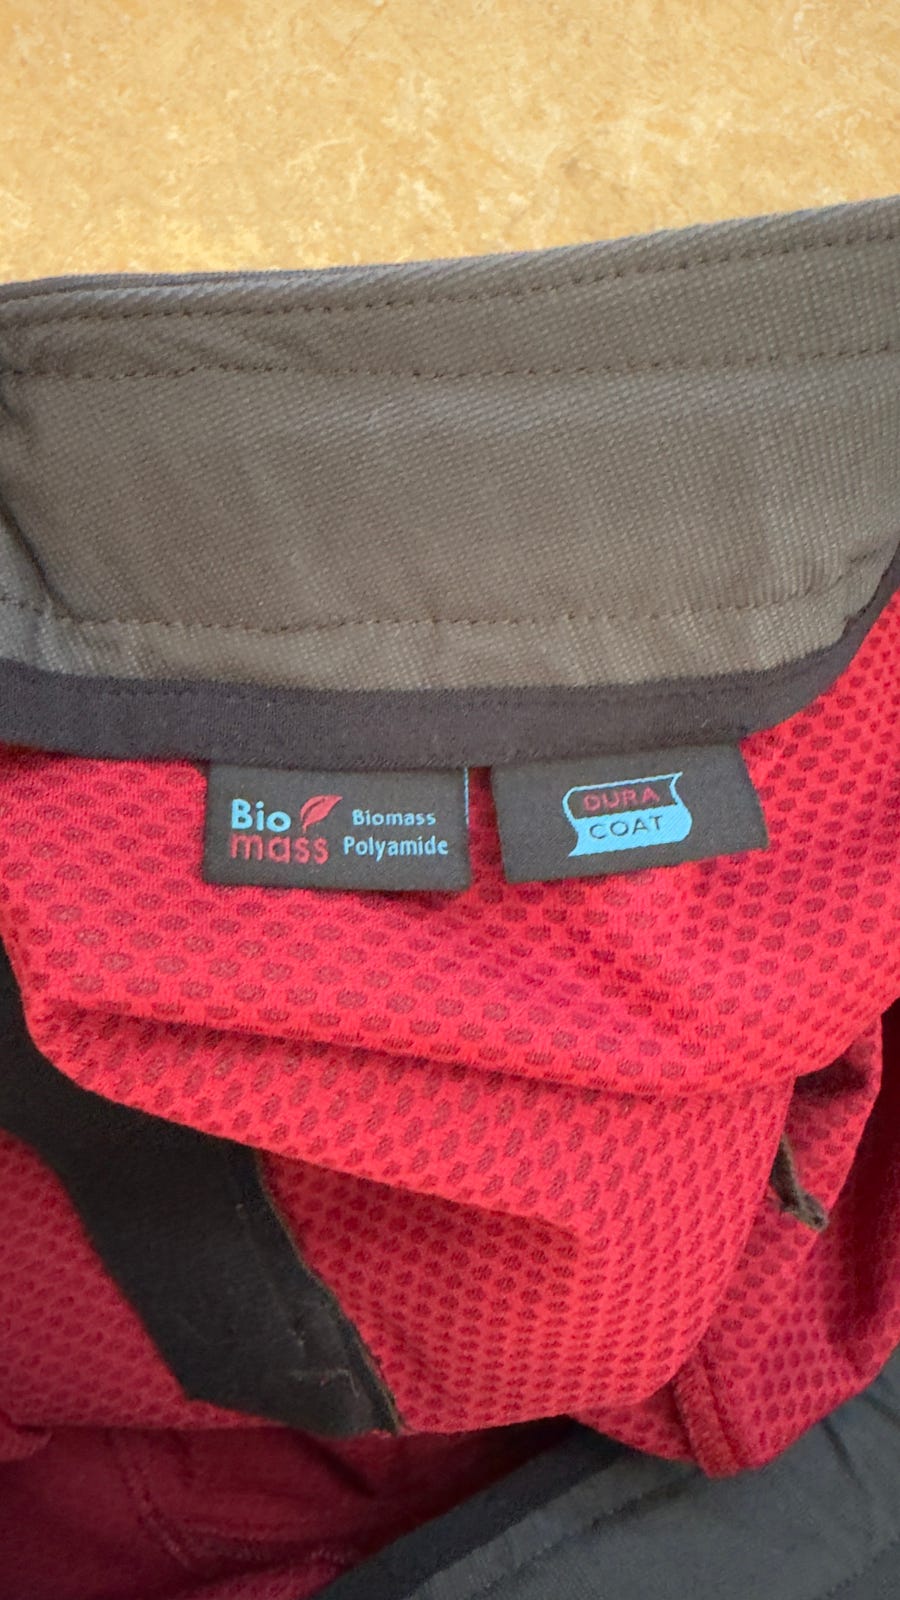 Bio
mass
Biomass
Polyamide
DURA
COAT